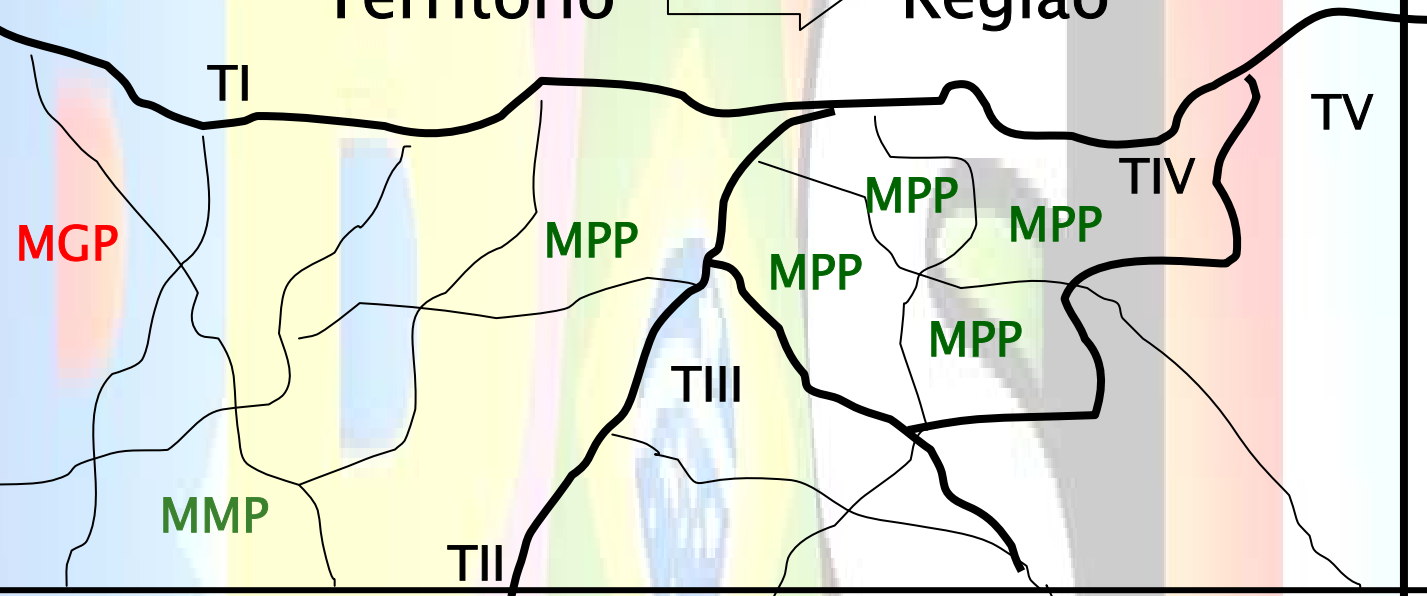 Território Região
TI
TV
TIV
MPP
MPP
MGP
MPP
MPP
MPP
TIII
MMP
TII